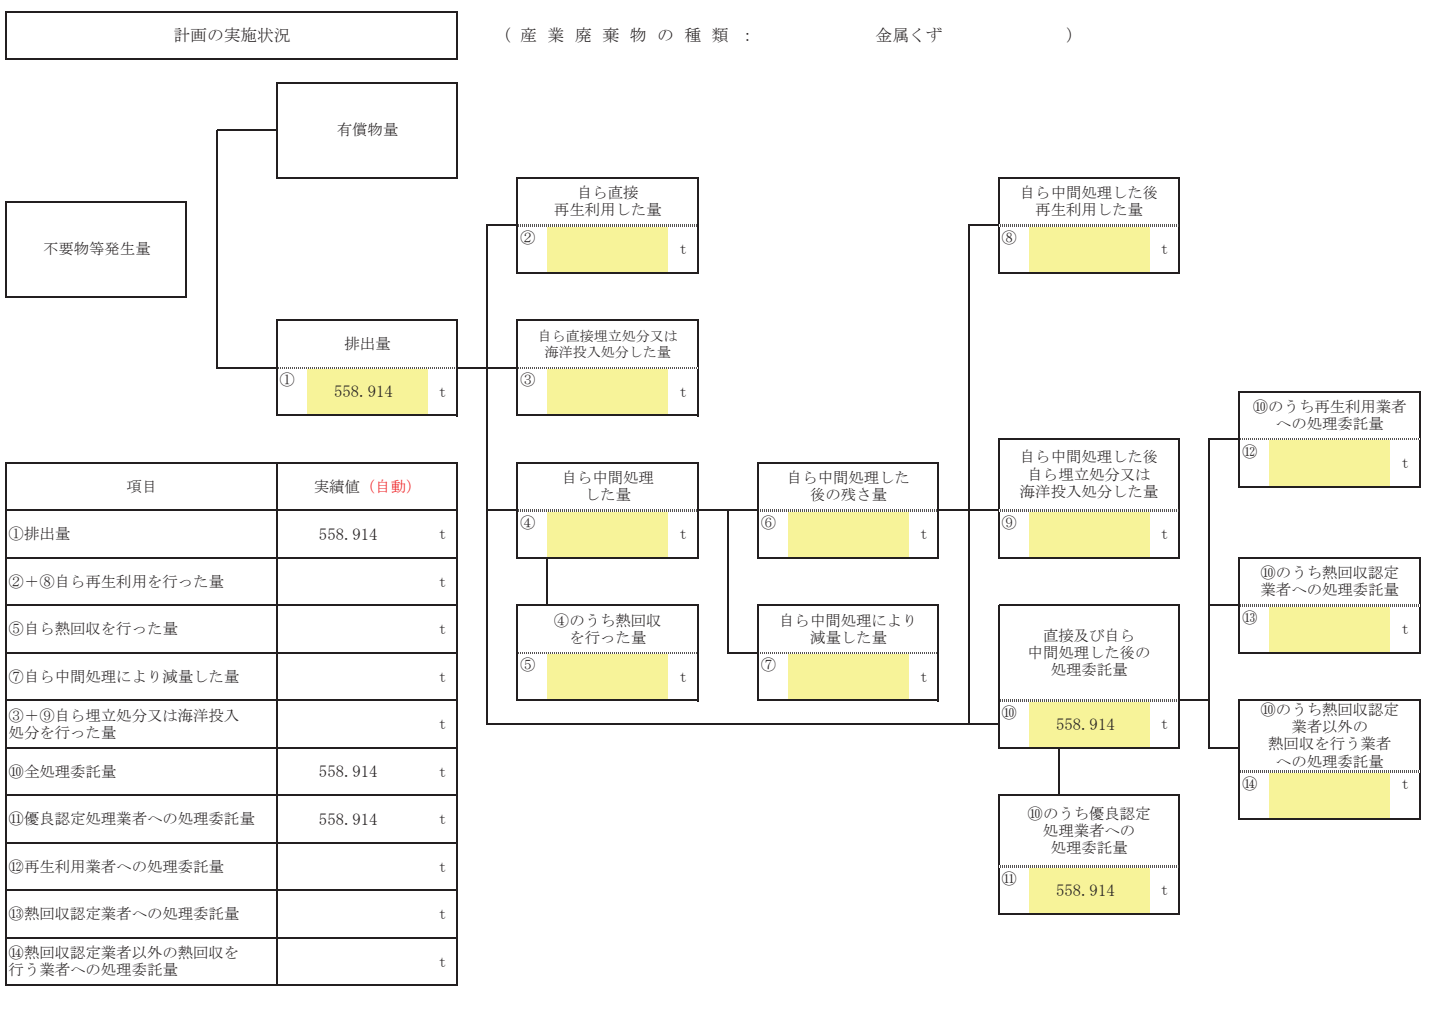 計画の実施状況
（産業廃棄物の種類：　金属くず　）
有償物量
不要物等発生量
排出量
① 558.914 t
自ら直接
再生利用した量
② t
自ら直接埋立処分又は
海洋投入処分した量
③ t
自ら中間処理
した量
④ t
④のうち熱回収
を行った量
⑤ t
自ら中間処理した
後の残さ量
⑥ t
自ら中間処理により
減量した量
⑦ t
自ら中間処理した後
再生利用した量
⑧ t
自ら中間処理した後
自ら埋立処分又は
海洋投入処分した量
⑨ t
直接及び自ら
中間処理した後の
処理委託量
⑩ 558.914 t
⑩のうち優良認定
処理業者への
処理委託量
⑪ 558.914 t
⑩のうち再生利用業者
への処理委託量
⑫ t
⑩のうち熱回収認定
業者への処理委託量
⑬ t
⑩のうち熱回収認定
業者以外の
熱回収を行う業者
への処理委託量
⑭ t
項目 実績値（自動）
①排出量 558.914 t
②＋⑧自ら再生利用を行った量 t
⑤自ら熱回収を行った量 t
⑦自ら中間処理により減量した量 t
③＋⑨自ら埋立処分又は海洋投入
処分を行った量 t
⑩全処理委託量 558.914 t
⑪優良認定処理業者への処理委託量 558.914 t
⑫再生利用業者への処理委託量 t
⑬熱回収認定業者への処理委託量 t
⑭熱回収認定業者以外の熱回収を
行う業者への処理委託量 t